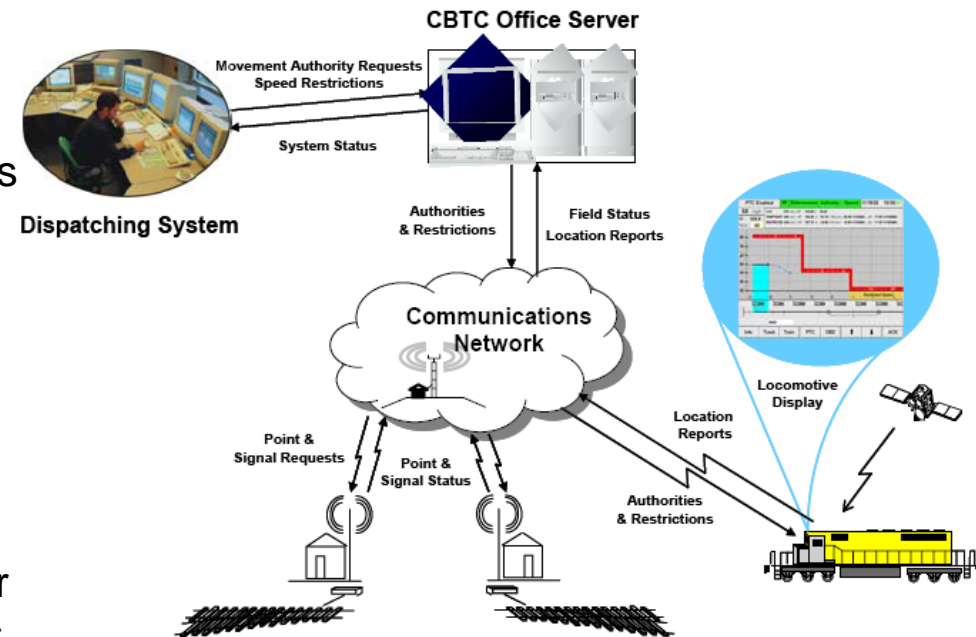 CBTC Office Server
Movement Authority Requests
Speed Restrictions
System Status
s
Dispatching System
Authorities
& Restrictions
Field Status
Location Reports
Communications
Network
Locomotive
Display
Location
Reports
Point &
Signal Requests
Point &
Signal Status
Authorities
& Restrictions
r